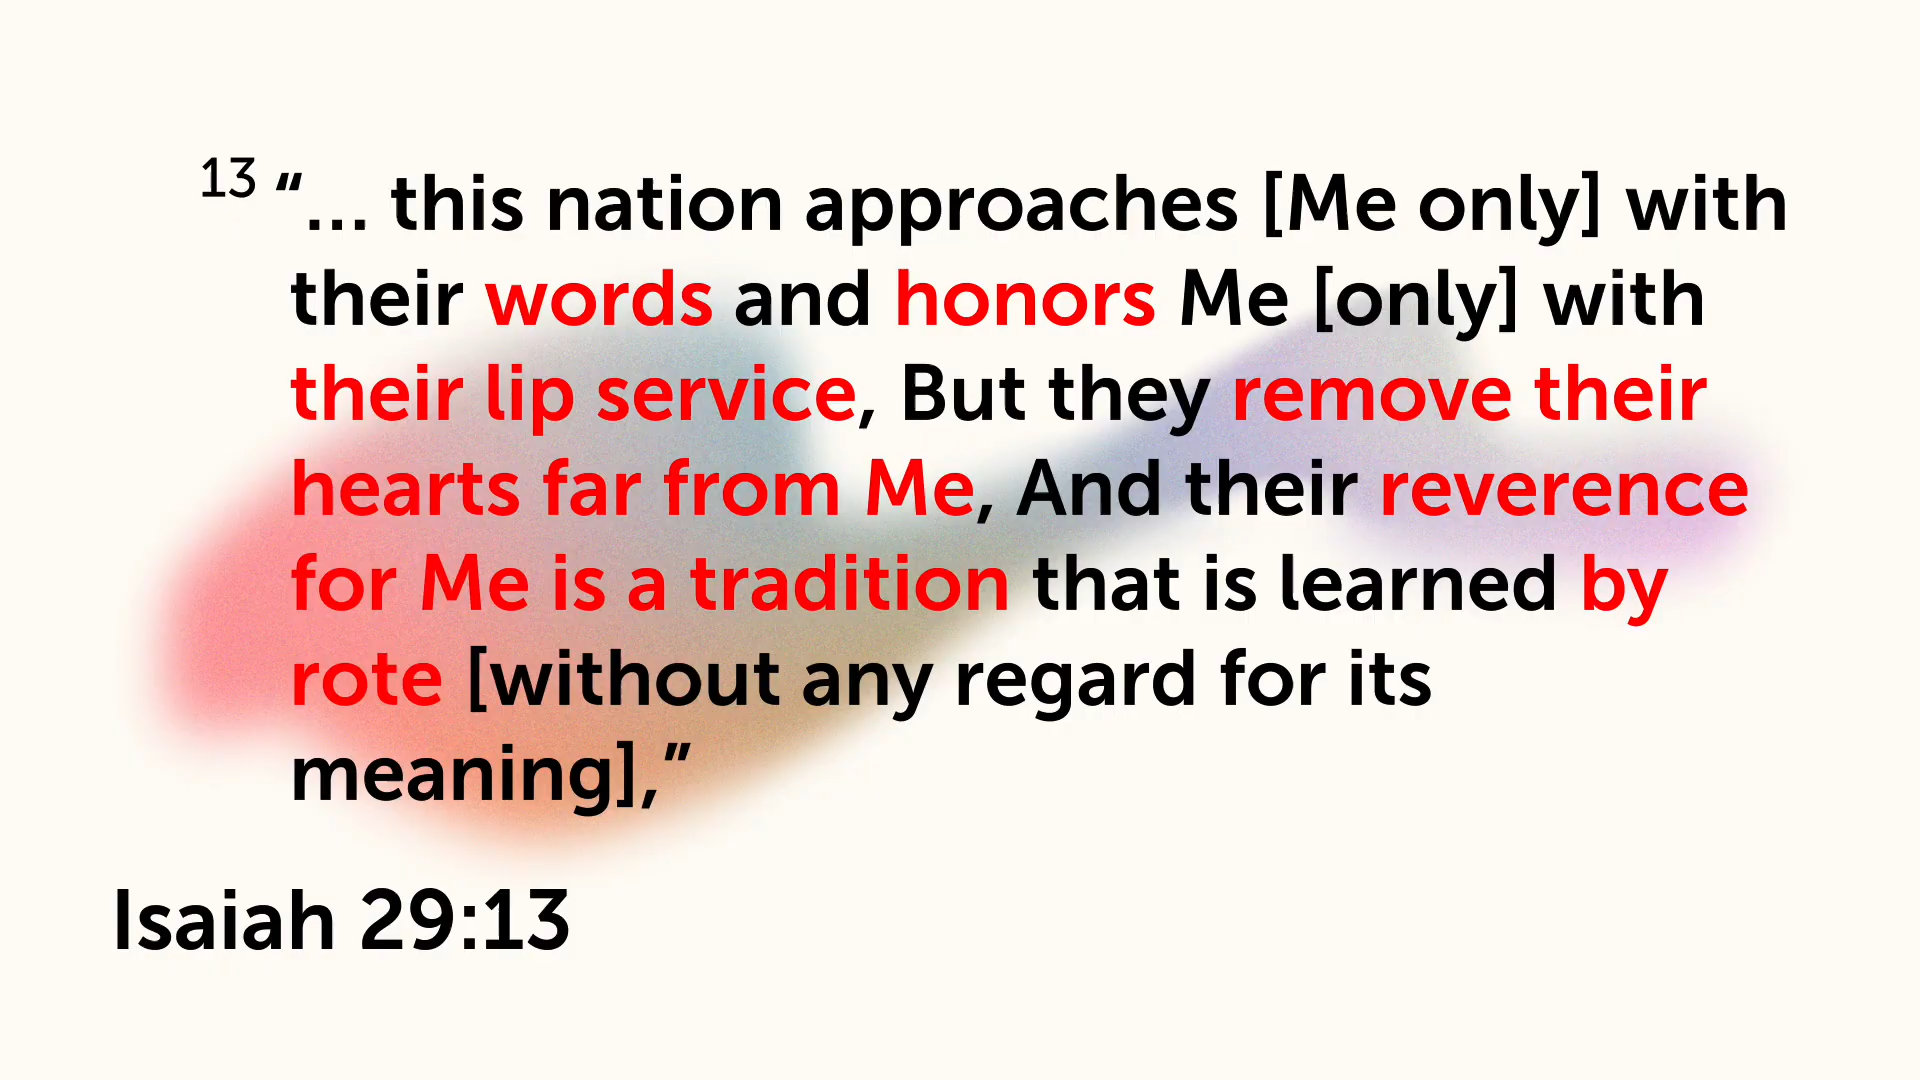 13 “... this nation approaches [Me only] with
their words and honors Me [only] with
their lip service, But they remove their
hearts far from Me, And their reverence
for Me is a tradition that is learned by
rote [without any regard for its
meaning],”
Isaiah 29:13